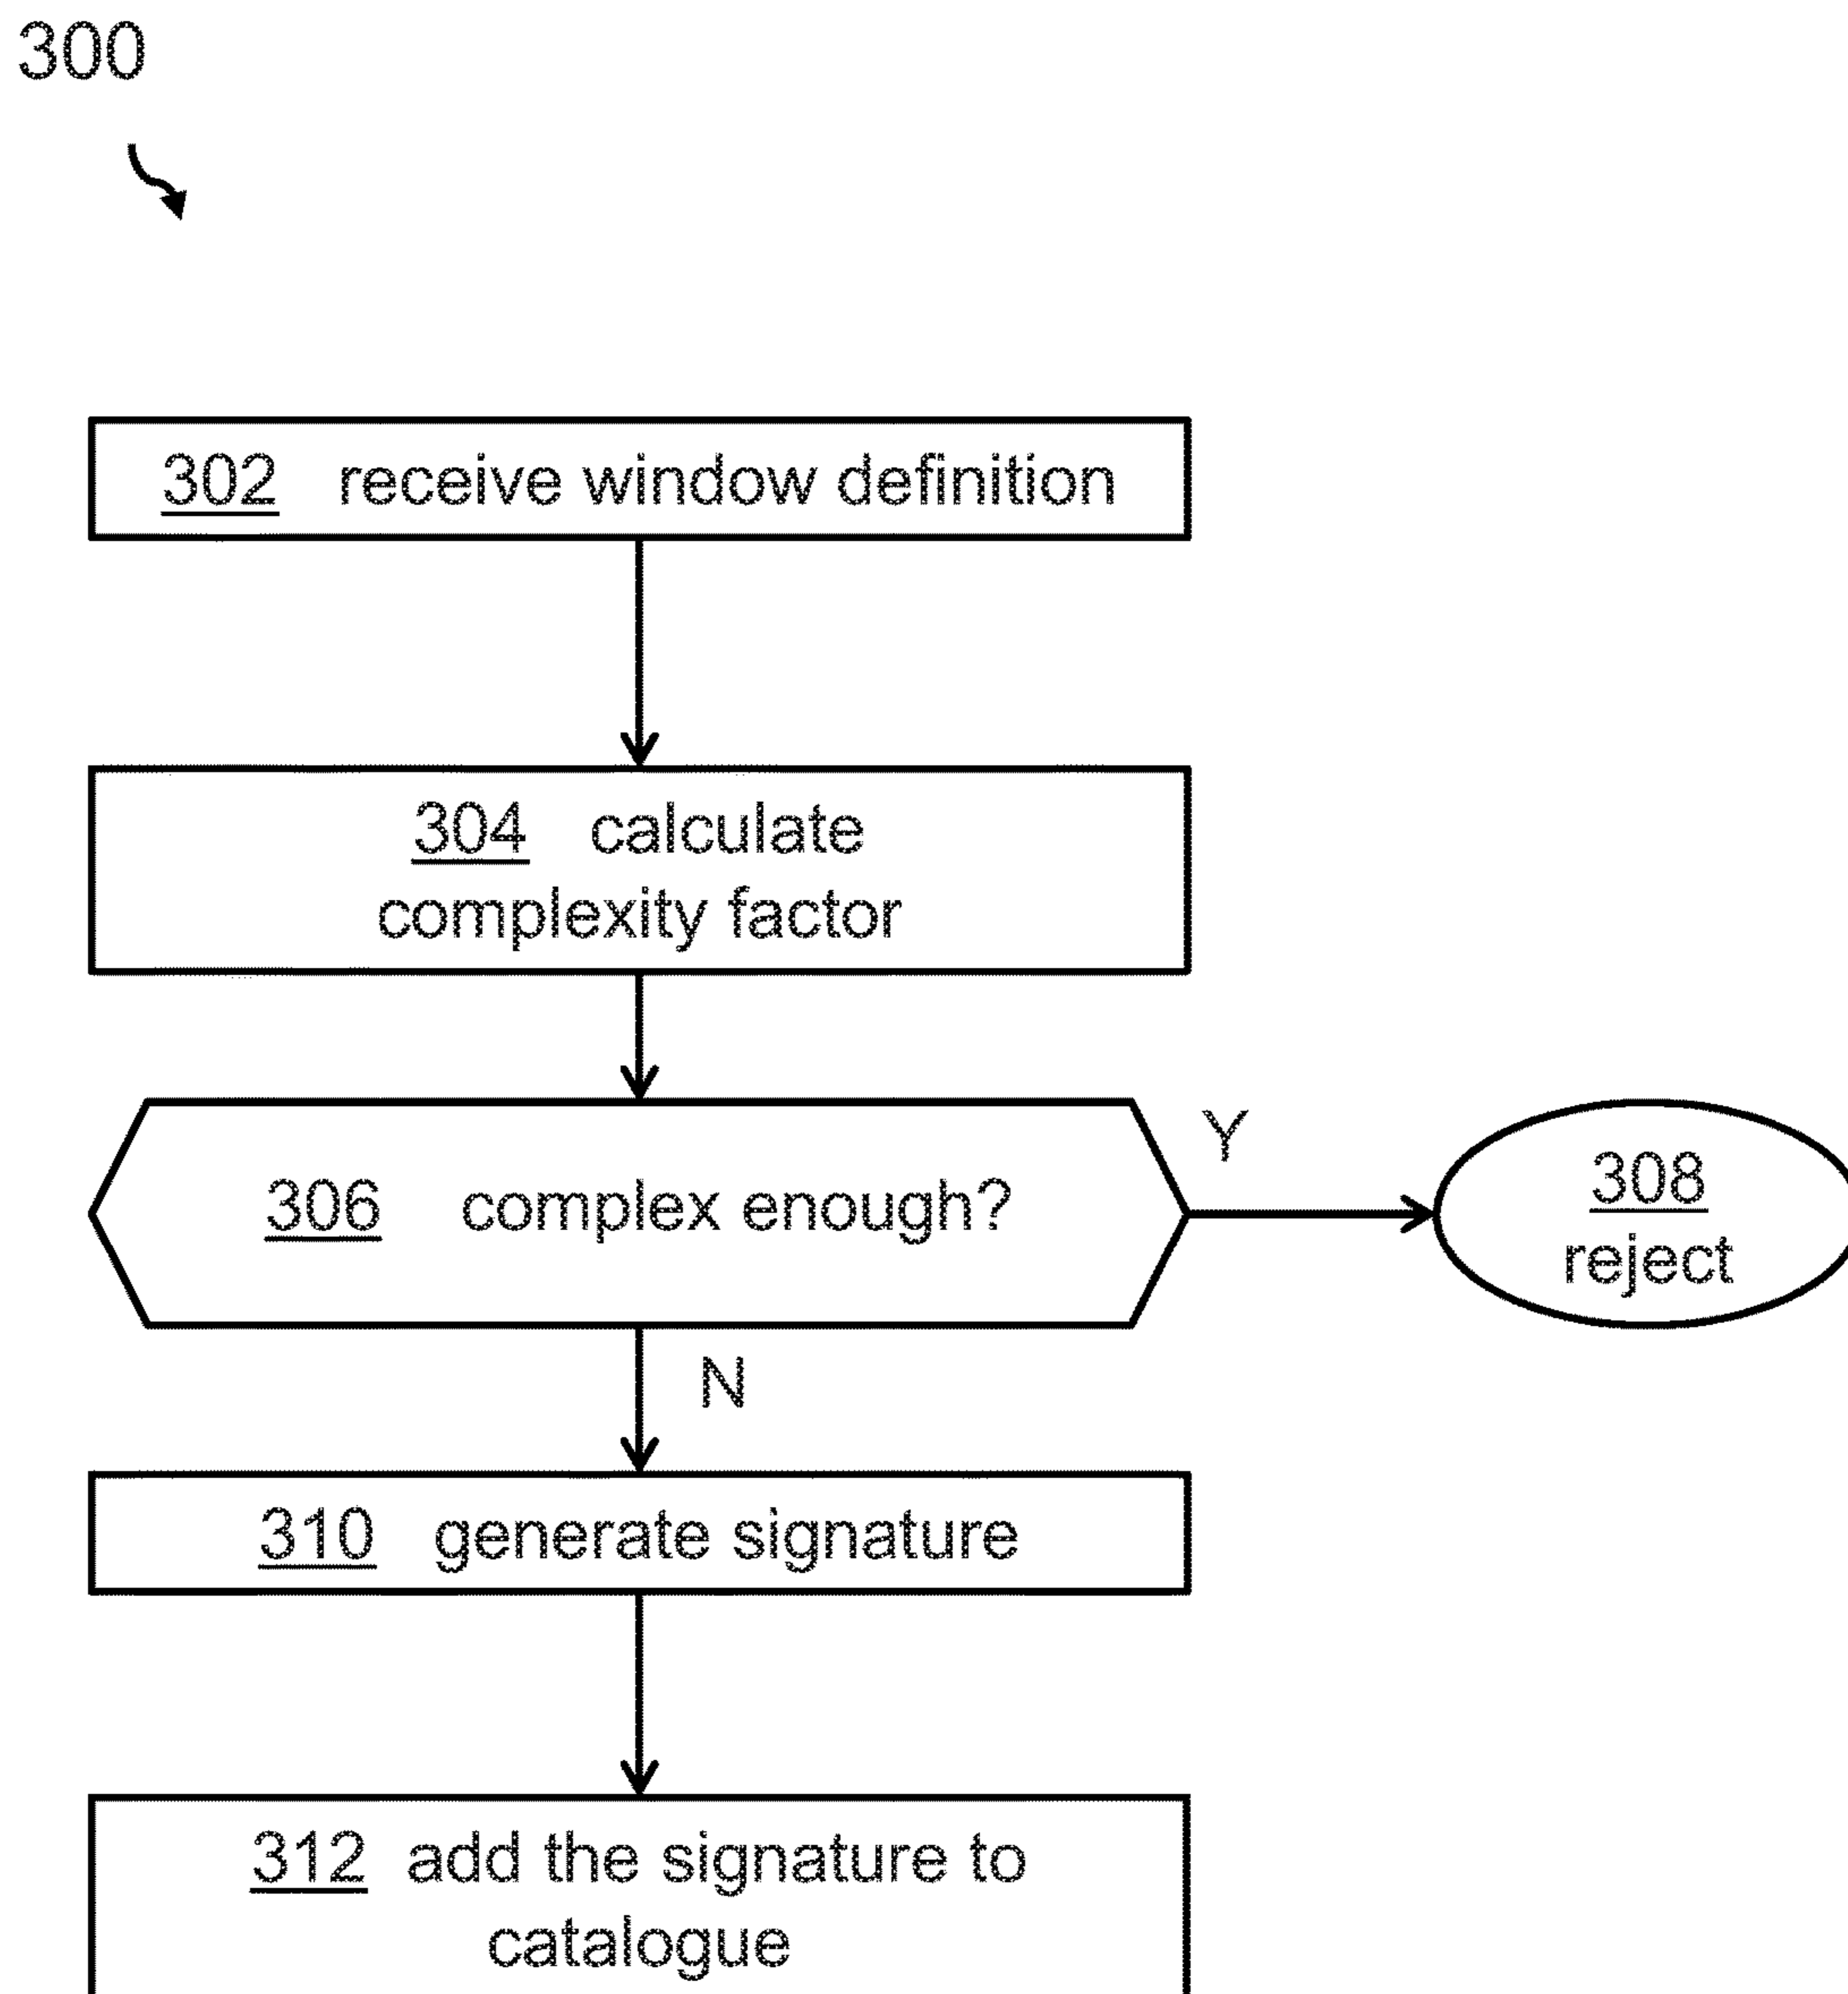 300
302 receive window definition
304 calculate
complexity factor
306 complex enough?
Y
308
reject
N
310 generate signature
312 add the signature to
catalogue